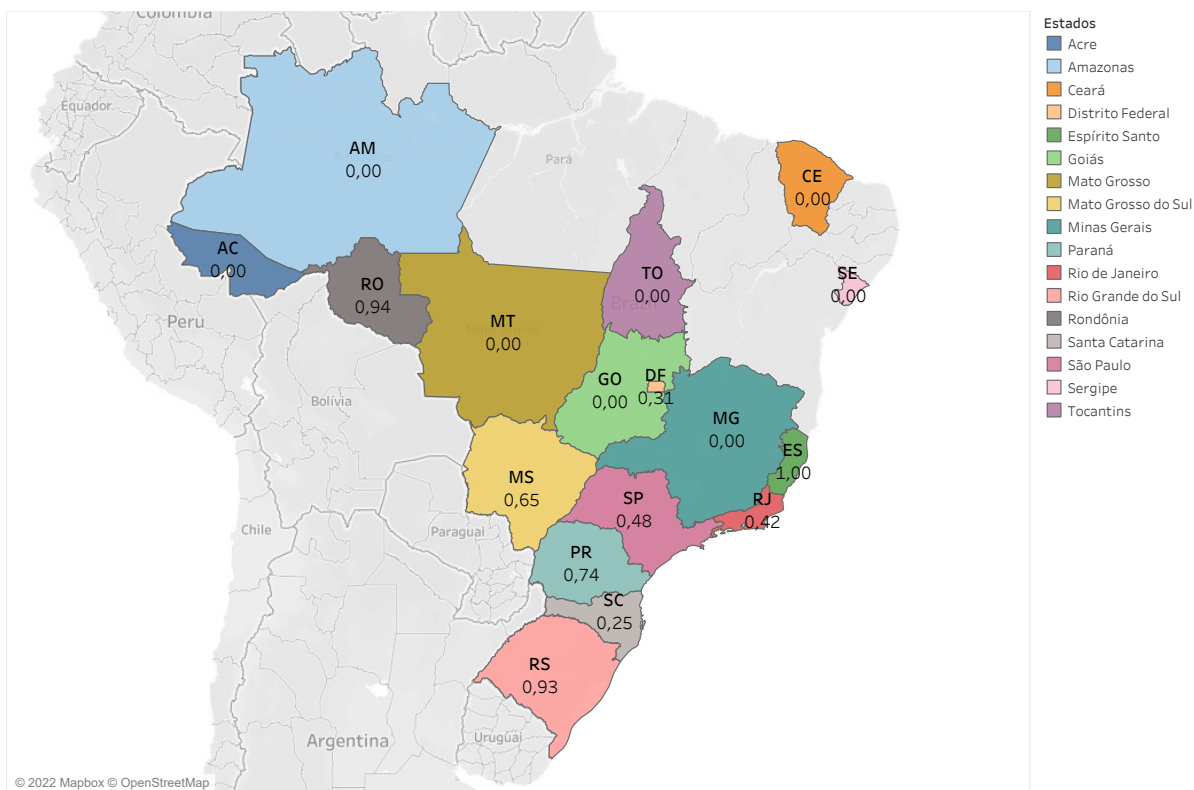 Colombia
Equador
Pará
AM
0,00
CE
0,00
AC
0,00
RO
0,94
TO
0,00
Brazil
SE
0,00
Peru
MT
0,00
Bolívia
GO
0,00
DF
0,31
MG
0,00
ES
1,00
MS
0,65
SP
0,48
RJ
0,42
Chile
Paraguai
PR
0,74
SC
0,25
RS
0,93
Argentina
Uruguai
© 2022 Mapbox © OpenStreetMap
Estados
Acre
Amazonas
Ceará
Distrito Federal
Espírito Santo
Goiás
Mato Grosso
Mato Grosso do Sul
Minas Gerais
Paraná
Rio de Janeiro
Rio Grande do Sul
Rondônia
Santa Catarina
São Paulo
Sergipe
Tocantins